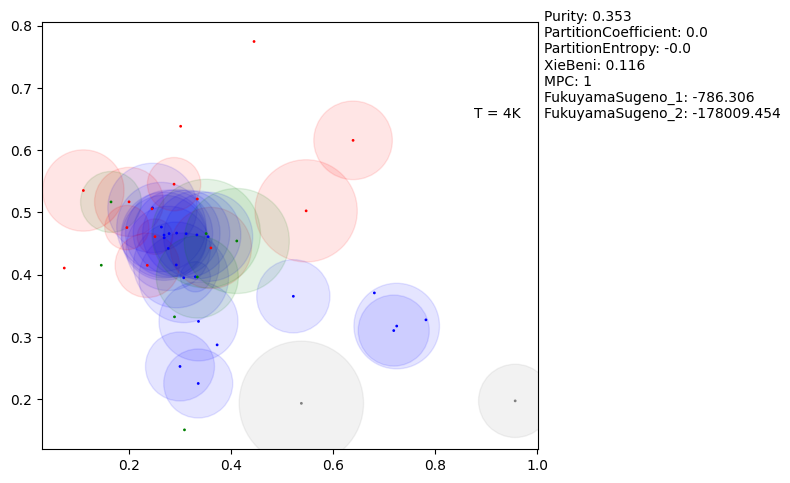 Purity: 0.353
PartitionCoefficient: 0.0
PartitionEntropy: -0.0
XieBeni: 0.116
MPC: 1
FukuyamaSugeno_1: -786.306
FukuyamaSugeno_2: -178009.454
T = 4K
0.8
0.7
0.6
0.5
0.4
0.3
0.2
0.2 0.4 0.6 0.8 1.0